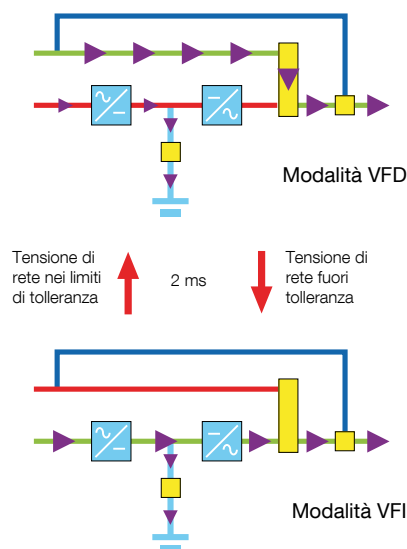 Modalità VFD
Tensione di
rete nei limiti
di tolleranza
2 ms
Tensione di
rete fuori
tolleranza
Modalità VFI